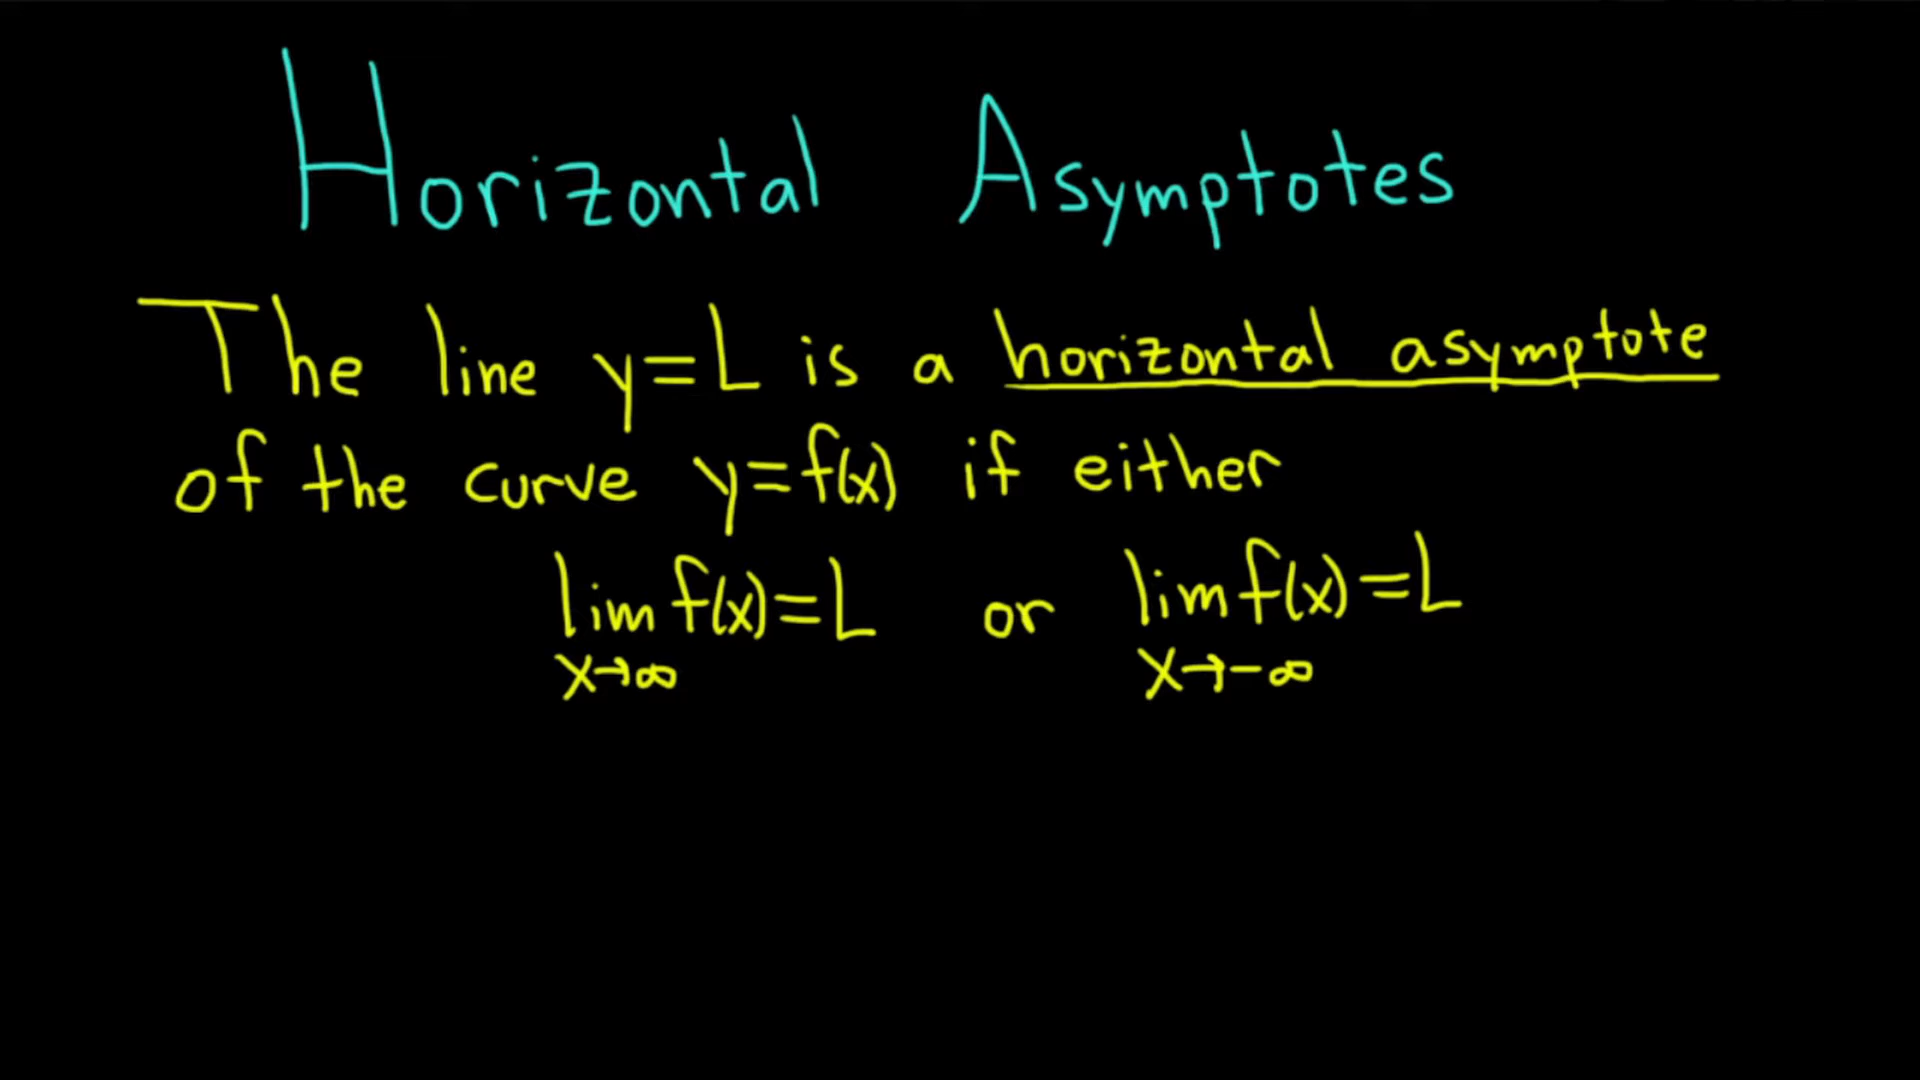 Horizontal Asymptotes
The line y=L is a horizontal asymptote
of the curve y=f(x) if either
lim f(x)=L or lim f(x)=L
x→∞ x→-∞